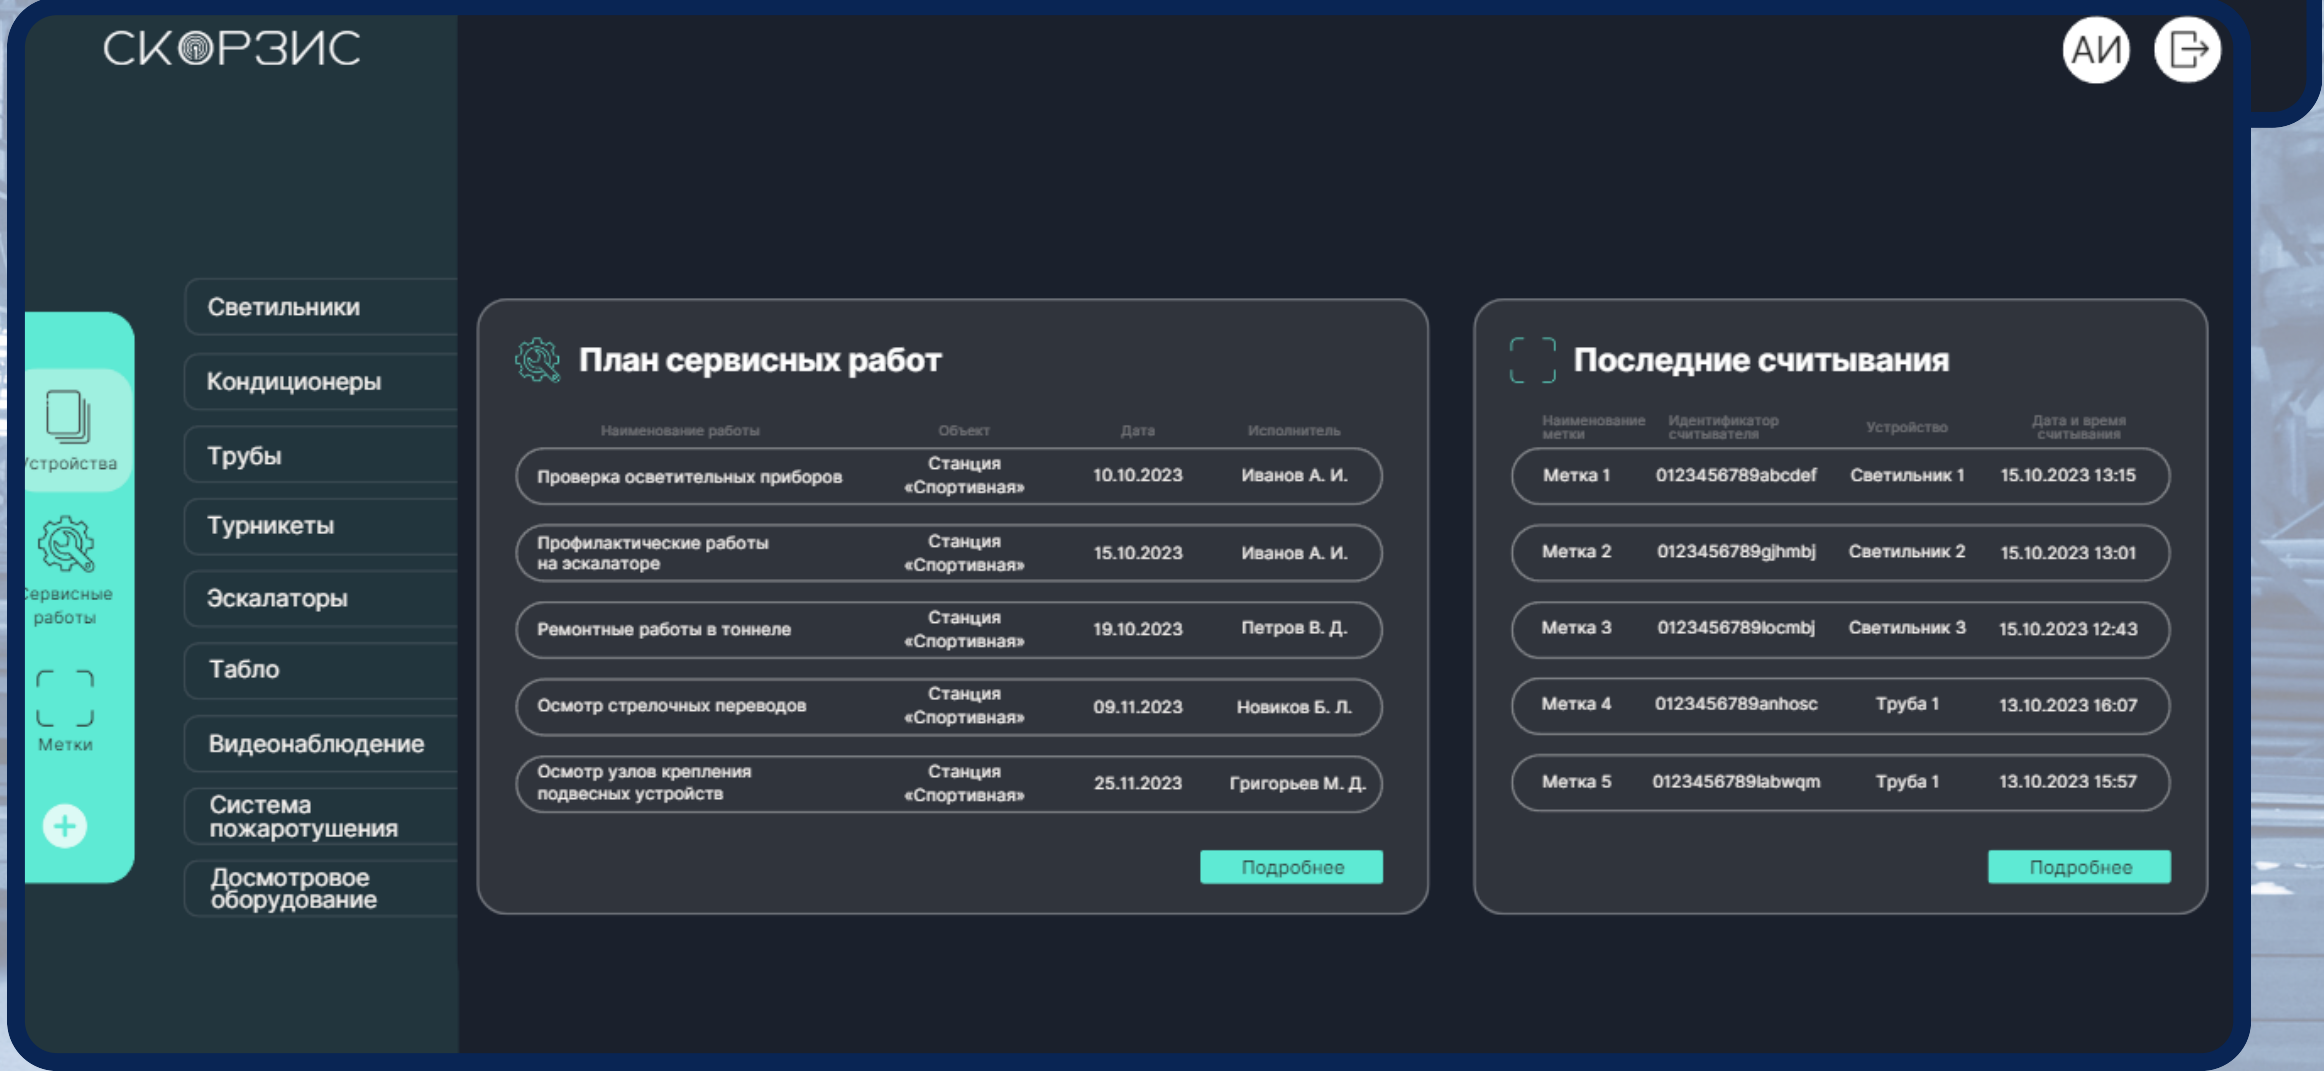 СКОРЗИС
АИ
Устройства
Сервисные
работы
Метки
Светильники
Кондиционеры
Трубы
Турникеты
Эскалаторы
Табло
Видеонаблюдение
Система
пожаротушения
Досмотровое
оборудование
План сервисных работ
Наименование работы Объект Дата Исполнитель
Проверка осветительных приборов Станция «Спортивная» 10.10.2023 Иванов А. И.
Профилактические работы на эскалаторе Станция «Спортивная» 15.10.2023 Иванов А. И.
Ремонтные работы в тоннеле Станция «Спортивная» 19.10.2023 Петров В. Д.
Осмотр стрелочных переводов Станция «Спортивная» 09.11.2023 Новиков Б. Л.
Осмотр узлов крепления подвесных устройств Станция «Спортивная» 25.11.2023 Григорьев М. Д.
Подробнее
Последние считывания
Наименование метки Идентификатор считывателя Устройство Дата и время считывания
Метка 1 0123456789abcdef Светильник 1 15.10.2023 13:15
Метка 2 0123456789gjhmbj Светильник 2 15.10.2023 13:01
Метка 3 0123456789locmbj Светильник 3 15.10.2023 12:43
Метка 4 0123456789anhosc Труба 1 13.10.2023 16:07
Метка 5 0123456789labwqm Труба 1 13.10.2023 15:57
Подробнее